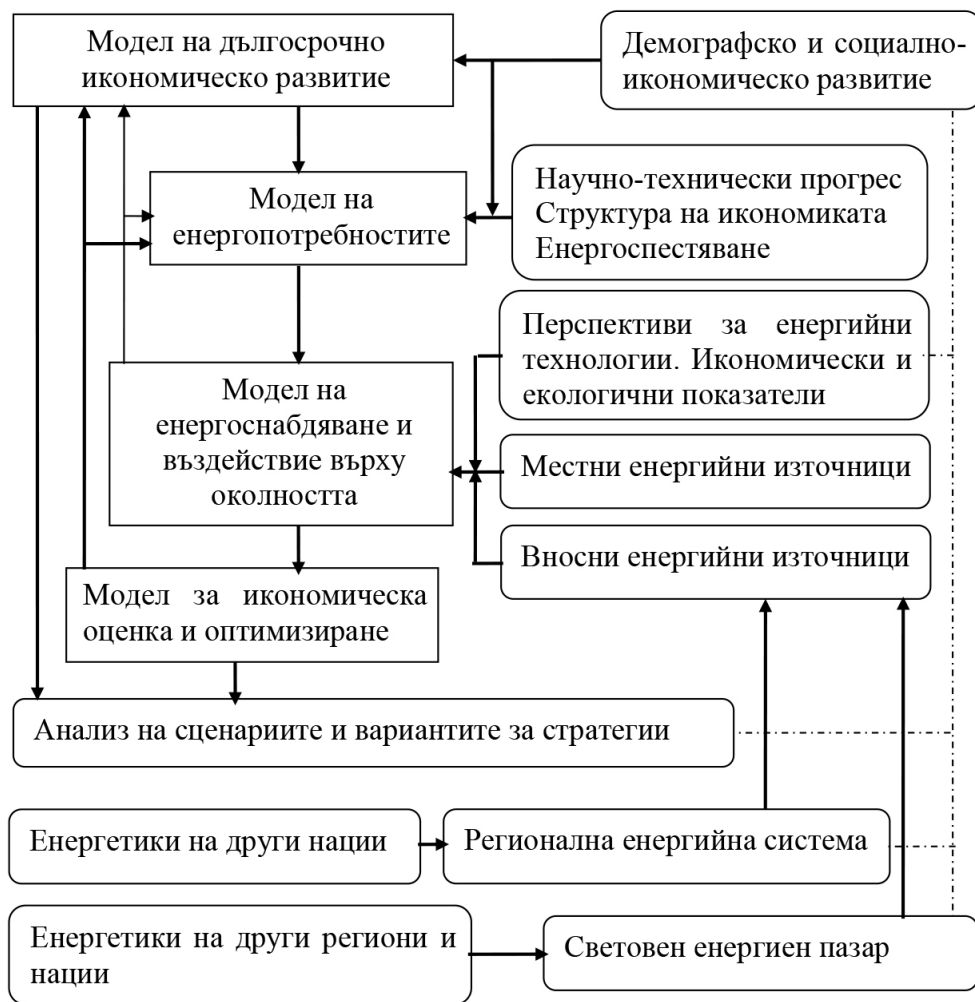 Модел на дългосрочно
икономическо развитие
Демографско и социално-
икономическо развитие
Модел на
енергопотребностите
Научно-технически прогрес
Структура на икономиката
Енергоспестяване
Перспективи за енергийни
технологии. Икономически и
екологични показатели
Модел на
енергоснабдяване и
въздействие върху
околността
Местни енергийни източници
Вносни енергийни източници
Модел за икономическа
оценка и оптимизиране
Анализ на сценариите и вариантите за стратегии
Енергетики на други нации
Регионална енергийна система
Енергетики на други региони и
нации
Световен енергиен пазар